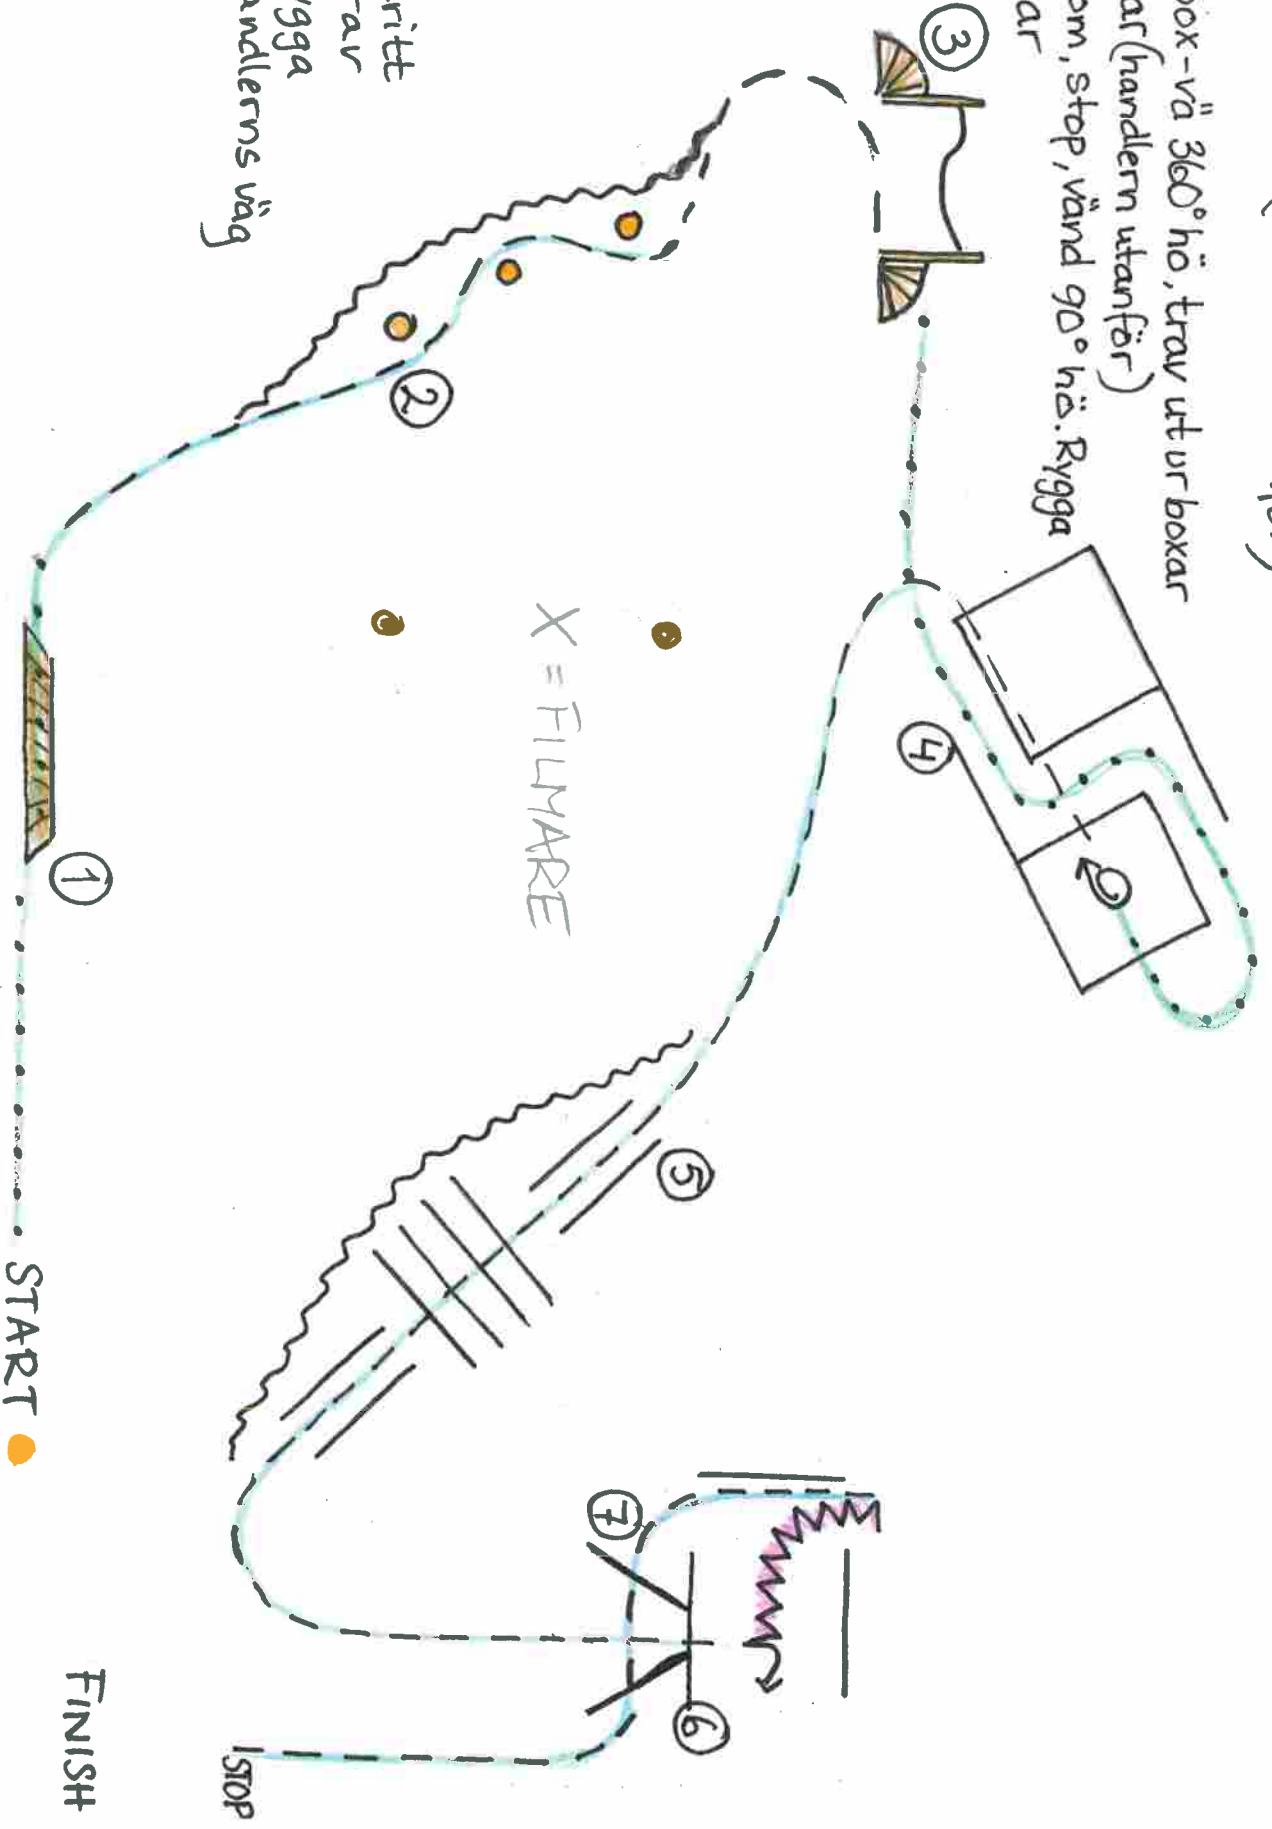 box-vä 360° hö, trav ut ur boxar
ar (handlern utanför)
om, stop, vänd 90° hö. Rygga
ar
3
4
5
6
7
X = FILMARE
2
ritt
rav
ygga
andlerns väg
1
START
STOP
FINISH